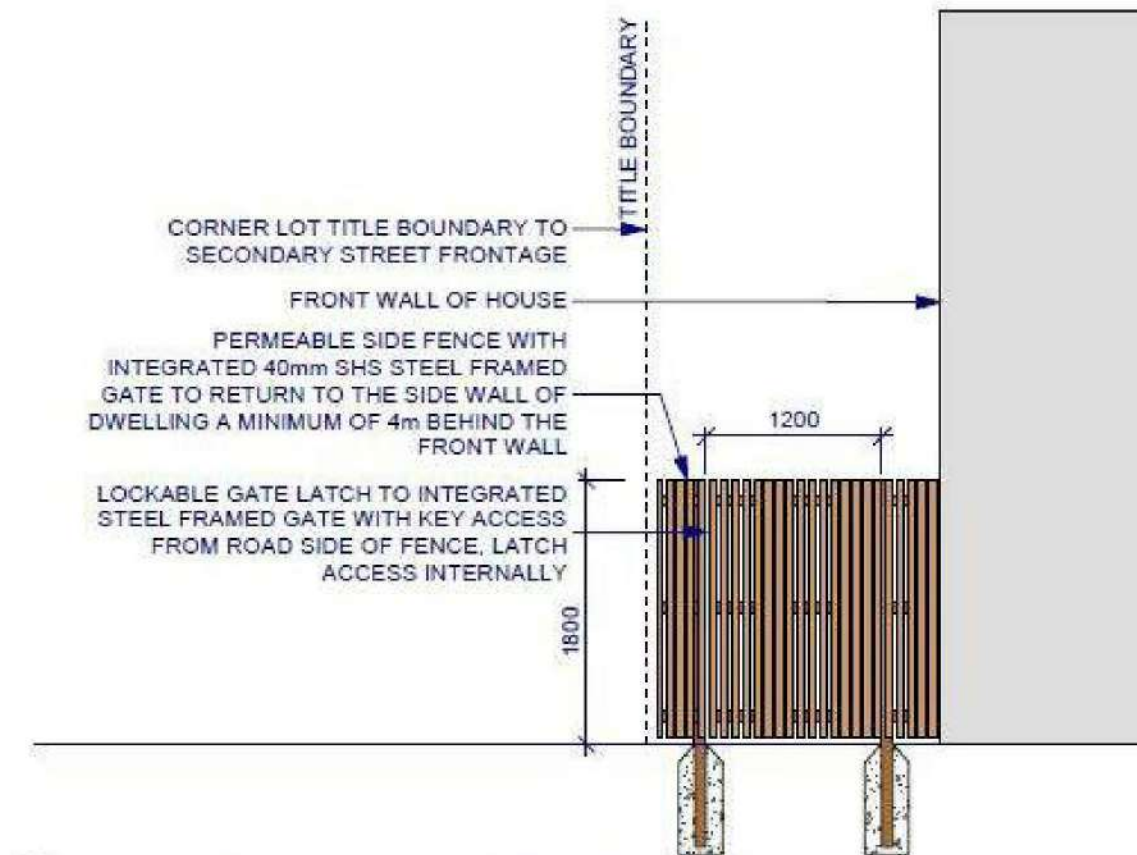 TITLE BOUNDARY
CORNER LOT TITLE BOUNDARY TO
SECONDARY STREET FRONTAGE
FRONT WALL OF HOUSE
PERMEABLE SIDE FENCE WITH
INTEGRATED 40mm SHS STEEL FRAMED
GATE TO RETURN TO THE SIDE WALL OF
DWELLING A MINIMUM OF 4m BEHIND THE
FRONT WALL
1200
LOCKABLE GATE LATCH TO INTEGRATED
STEEL FRAMED GATE WITH KEY ACCESS
FROM ROAD SIDE OF FENCE, LATCH
ACCESS INTERNALLY
1800